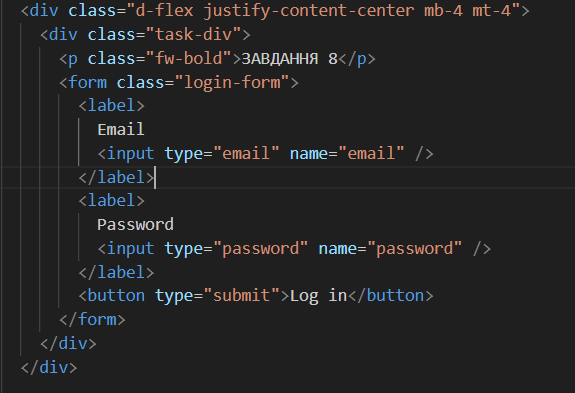 <div class="d-flex justify-content-center mb-4 mt-4">
<div class="task-div">
<p class="fw-bold">ЗАВДАННЯ 8</p>
<form class="login-form">
<label>
Email
<input type="email" name="email" />
</label>
<label>
Password
<input type="password" name="password" />
</label>
<button type="submit">Log in</button>
</form>
</div>
</div>